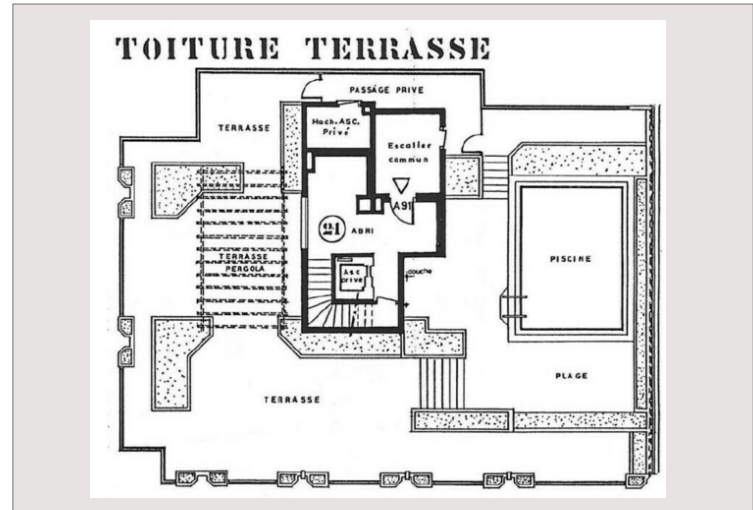 TOITURE TERRASSE
PASSAGE PRIVE
TERRASSE
Mach. ASC.
Privé
Escalier
commun
A91
21
ABRI
TERRASSE
PERGOLA
Asc
privé
PISCINE
PLAGE
TERRASSE